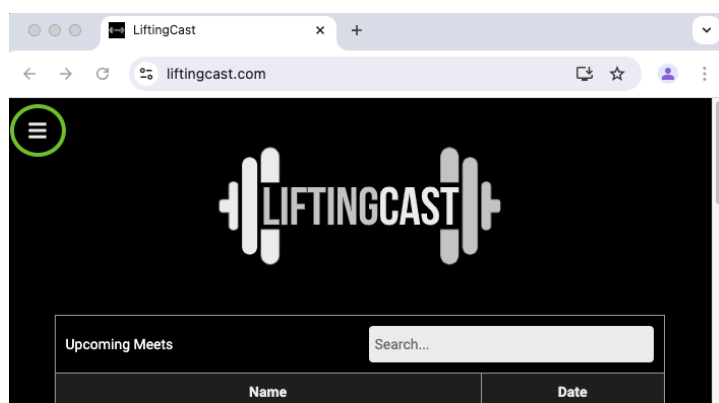 LiftingCast
liftingcast.com
LIFTINGCAST
Upcoming Meets
Search...
Name Date